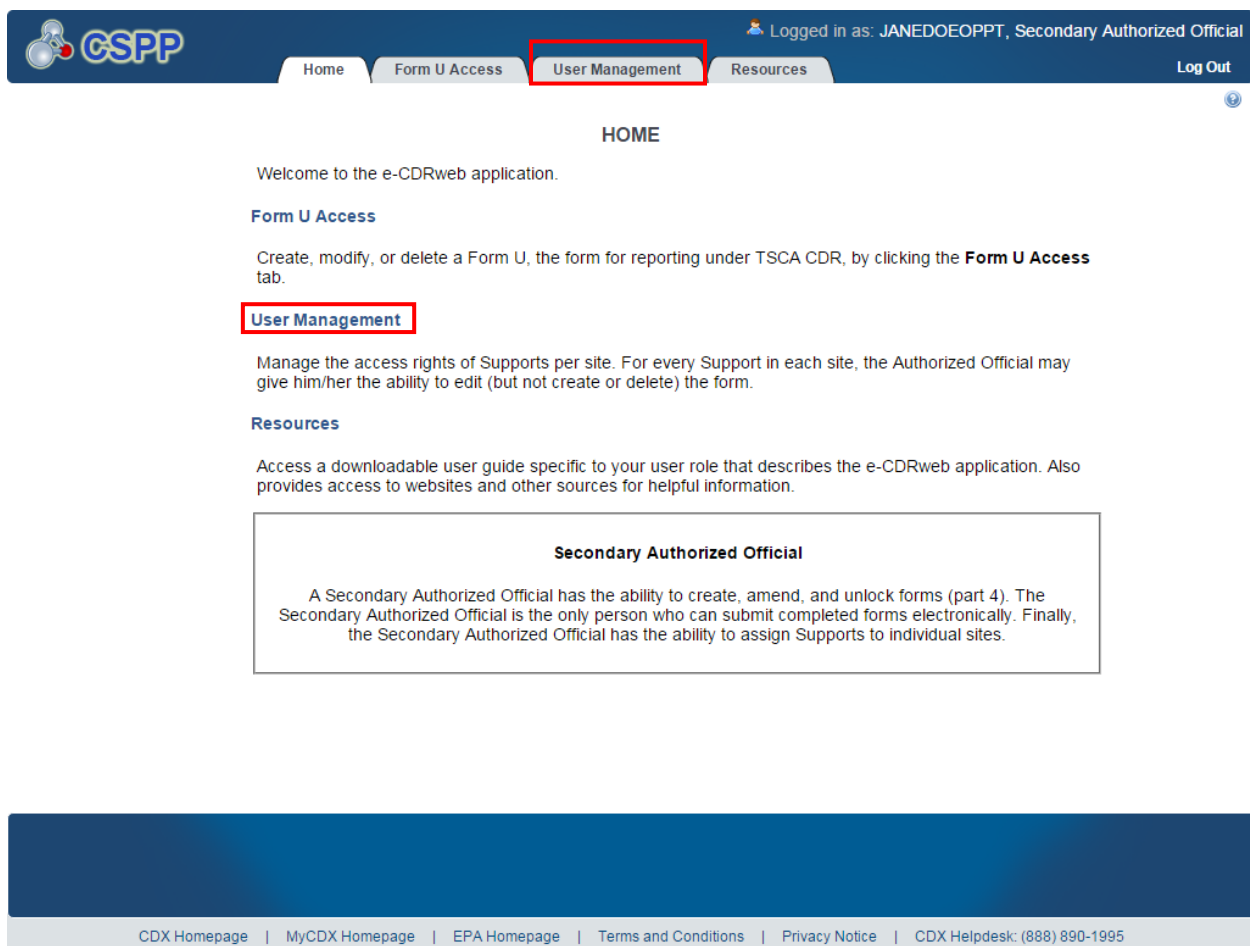 CSPP
Logged in as: JANEDOEOPPT, Secondary Authorized Official
Home Form U Access User Management Resources Log Out
HOME
Welcome to the e-CDRweb application.
Form U Access
Create, modify, or delete a Form U, the form for reporting under TSCA CDR, by clicking the Form U Access
tab.
User Management
Manage the access rights of Supports per site. For every Support in each site, the Authorized Official may
give him/her the ability to edit (but not create or delete) the form.
Resources
Access a downloadable user guide specific to your user role that describes the e-CDRweb application. Also
provides access to websites and other sources for helpful information.
Secondary Authorized Official
A Secondary Authorized Official has the ability to create, amend, and unlock forms (part 4). The
Secondary Authorized Official is the only person who can submit completed forms electronically. Finally,
the Secondary Authorized Official has the ability to assign Supports to individual sites.
CDX Homepage | MyCDX Homepage | EPA Homepage | Terms and Conditions | Privacy Notice | CDX Helpdesk: (888) 890-1995